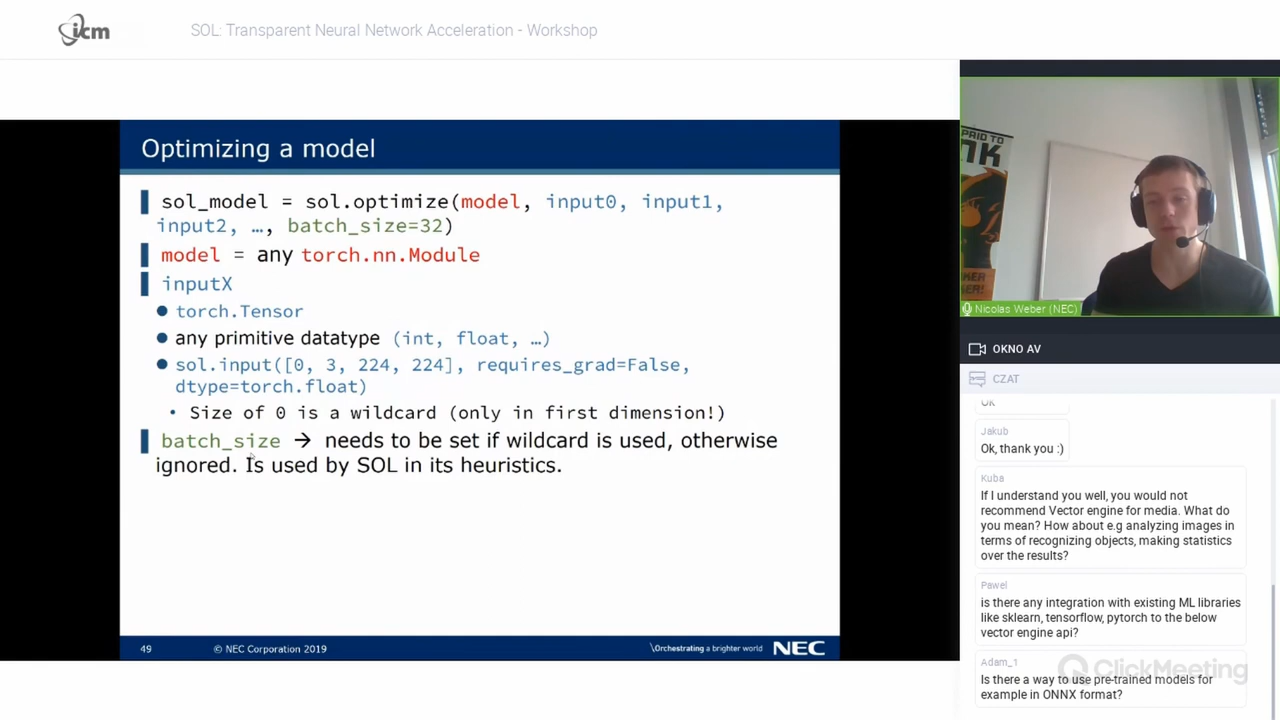 icm
SOL: Transparent Neural Network Acceleration - Workshop
Optimizing a model
sol_model = sol.optimize(model, input0, input1,
input2, …, batch_size=32)
model = any torch.nn.Module
inputX
torch.Tensor
any primitive datatype (int, float, …)
sol.input([0, 3, 224, 224], requires_grad=False,
dtype=torch.float)
Size of 0 is a wildcard (only in first dimension!)
batch_size → needs to be set if wildcard is used, otherwise
ignored. Is used by SOL in its heuristics.
49
© NEC Corporation 2019
\Orchestrating a brighter world
NEC
PAID TO
Nicolas Weber (NEC)
OKNO AV
CZAT
Ok
Jakub
Ok, thank you :)
Kuba
If I understand you well, you would not
recommend Vector engine for media. What do
you mean? How about e.g analyzing images in
terms of recognizing objects, making statistics
over the results?
Pawel
is there any integration with existing ML libraries
like sklearn, tensorflow, pytorch to the below
vector engine api?
Adam_1
Is there a way to use pre-trained models for
example in ONNX format?
ClickMeeting